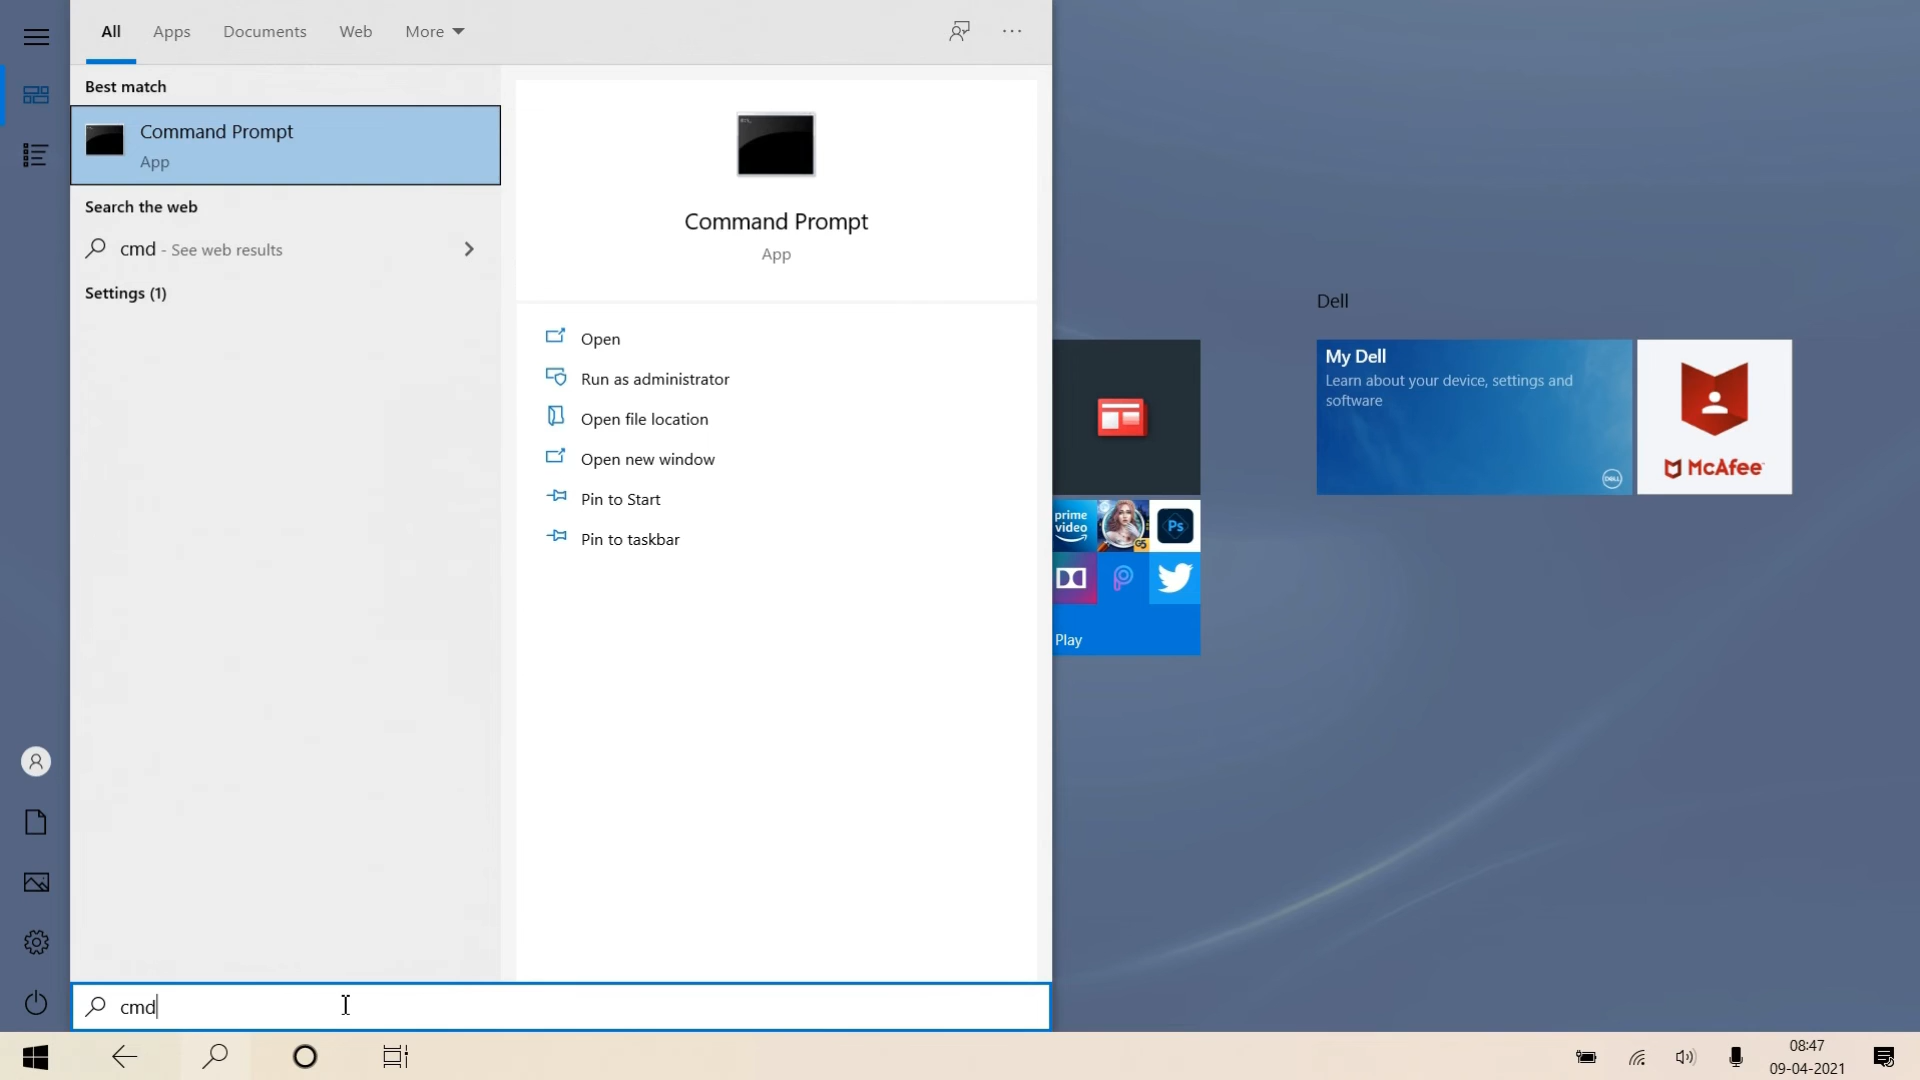 All Apps Documents Web More
Best match
Command Prompt
App
Search the web
cmd - See web results
Settings (1)
Command Prompt
App
Open
Run as administrator
Open file location
Open new window
Pin to Start
Pin to taskbar
Dell
My Dell
Learn about your device, settings and
software
DELL
McAfee
prime
video
G5
Ps
Play
cmd
08:47
09-04-2021